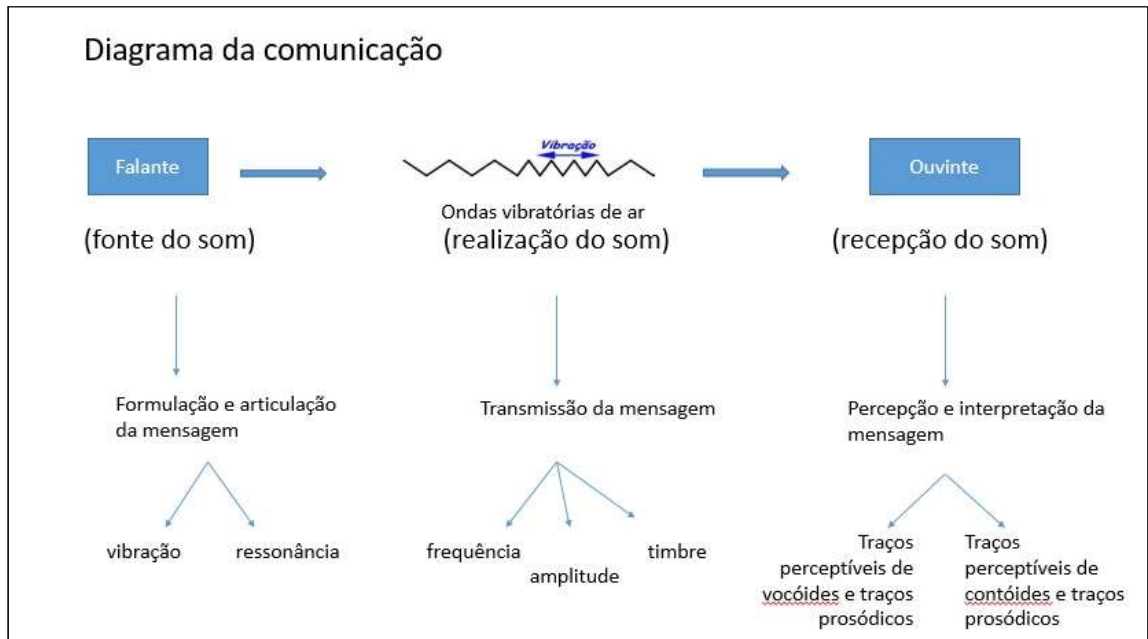 Diagrama da comunicação
Falante
Vibração
Ouvinte
Ondas vibratórias de ar
(fonte do som)
(realização do som)
(recepção do som)
Formulação e articulação
da mensagem
Transmissão da mensagem
Percepção e interpretação da
mensagem
vibração
ressonância
frequência
amplitude
timbre
Traços
perceptíveis de
vocóides e traços
prosódicos
Traços
perceptíveis de
contóides e traços
prosódicos